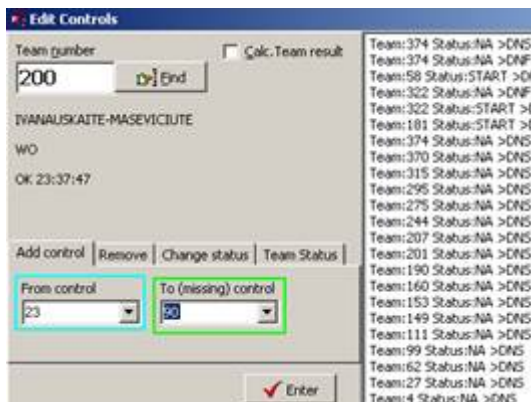 Edit Controls
Team number
Calc.Team result
200
Find
IVANAUSKAITE-MASEVICIUTE
WO
OK 23:37:47
Add control
Remove
Change status
Team Status
From control
To (missing) control
23
90
Enter
Team:374 Status:NA >DNS
Team:374 Status:NA >DNF
Team:58 Status:START >
Team:322 Status:NA >DNF
Team:322 Status:START >
Team:181 Status:START >
Team:374 Status:NA >DNS
Team:370 Status:NA >DNS
Team:315 Status:NA >DNS
Team:295 Status:NA >DNS
Team:275 Status:NA >DNS
Team:244 Status:NA >DNS
Team:207 Status:NA >DNS
Team:201 Status:NA >DNS
Team:190 Status:NA >DNS
Team:160 Status:NA >DNS
Team:153 Status:NA >DNS
Team:149 Status:NA >DNS
Team:111 Status:NA >DNS
Team:99 Status:NA >DNS
Team:62 Status:NA >DNS
Team:27 Status:NA >DNS
Team:4 Status:NA >DNS